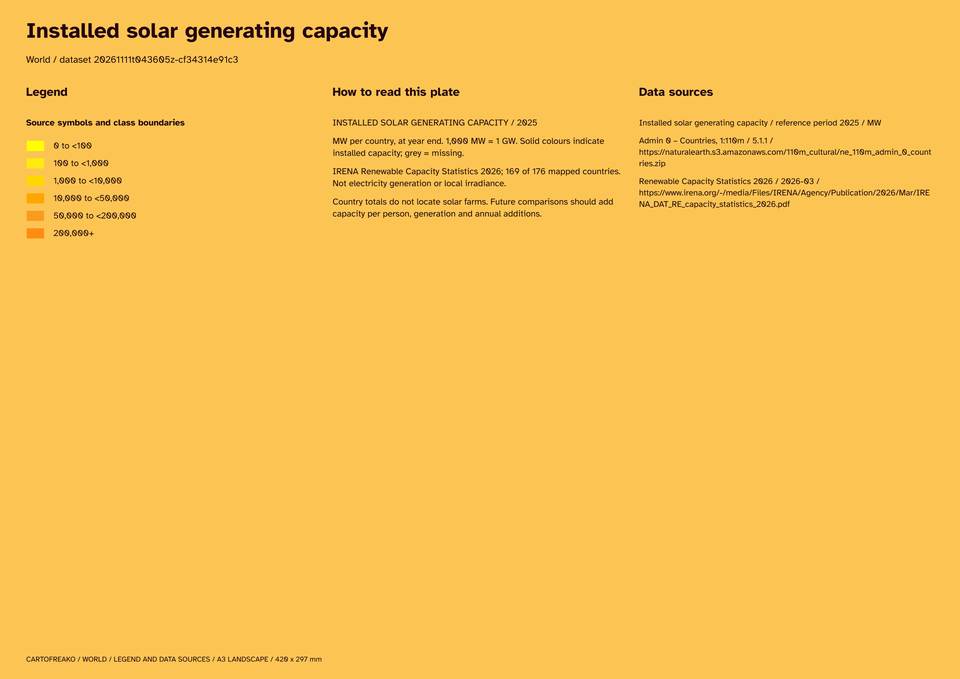 Installed solar generating capacity
World / dataset 20261111t043605z-cf34314e91c3
Legend
Source symbols and class boundaries
0 to <100
100 to <1,000
1,000 to <10,000
10,000 to <50,000
50,000 to <200,000
200,000+
How to read this plate
INSTALLED SOLAR GENERATING CAPACITY / 2025
MW per country, at year end. 1,000 MW = 1 GW. Solid colours indicate
installed capacity; grey = missing.
IRENA Renewable Capacity Statistics 2026; 169 of 176 mapped countries.
Not electricity generation or local irradiance.
Country totals do not locate solar farms. Future comparisons should add
capacity per person, generation and annual additions.
Data sources
Installed solar generating capacity / reference period 2025 / MW
Admin 0 – Countries, 1:110m / 5.1.1 /
https://naturalearth.s3.amazonaws.com/110m_cultural/ne_110m_admin_0_count
ries.zip
Renewable Capacity Statistics 2026 / 2026-03 /
https://www.irena.org/-/media/Files/IRENA/Agency/Publication/2026/Mar/IRE
NA_DAT_RE_capacity_statistics_2026.pdf
CARTOFREAKO / WORLD / LEGEND AND DATA SOURCES / A3 LANDSCAPE / 420 x 297 mm